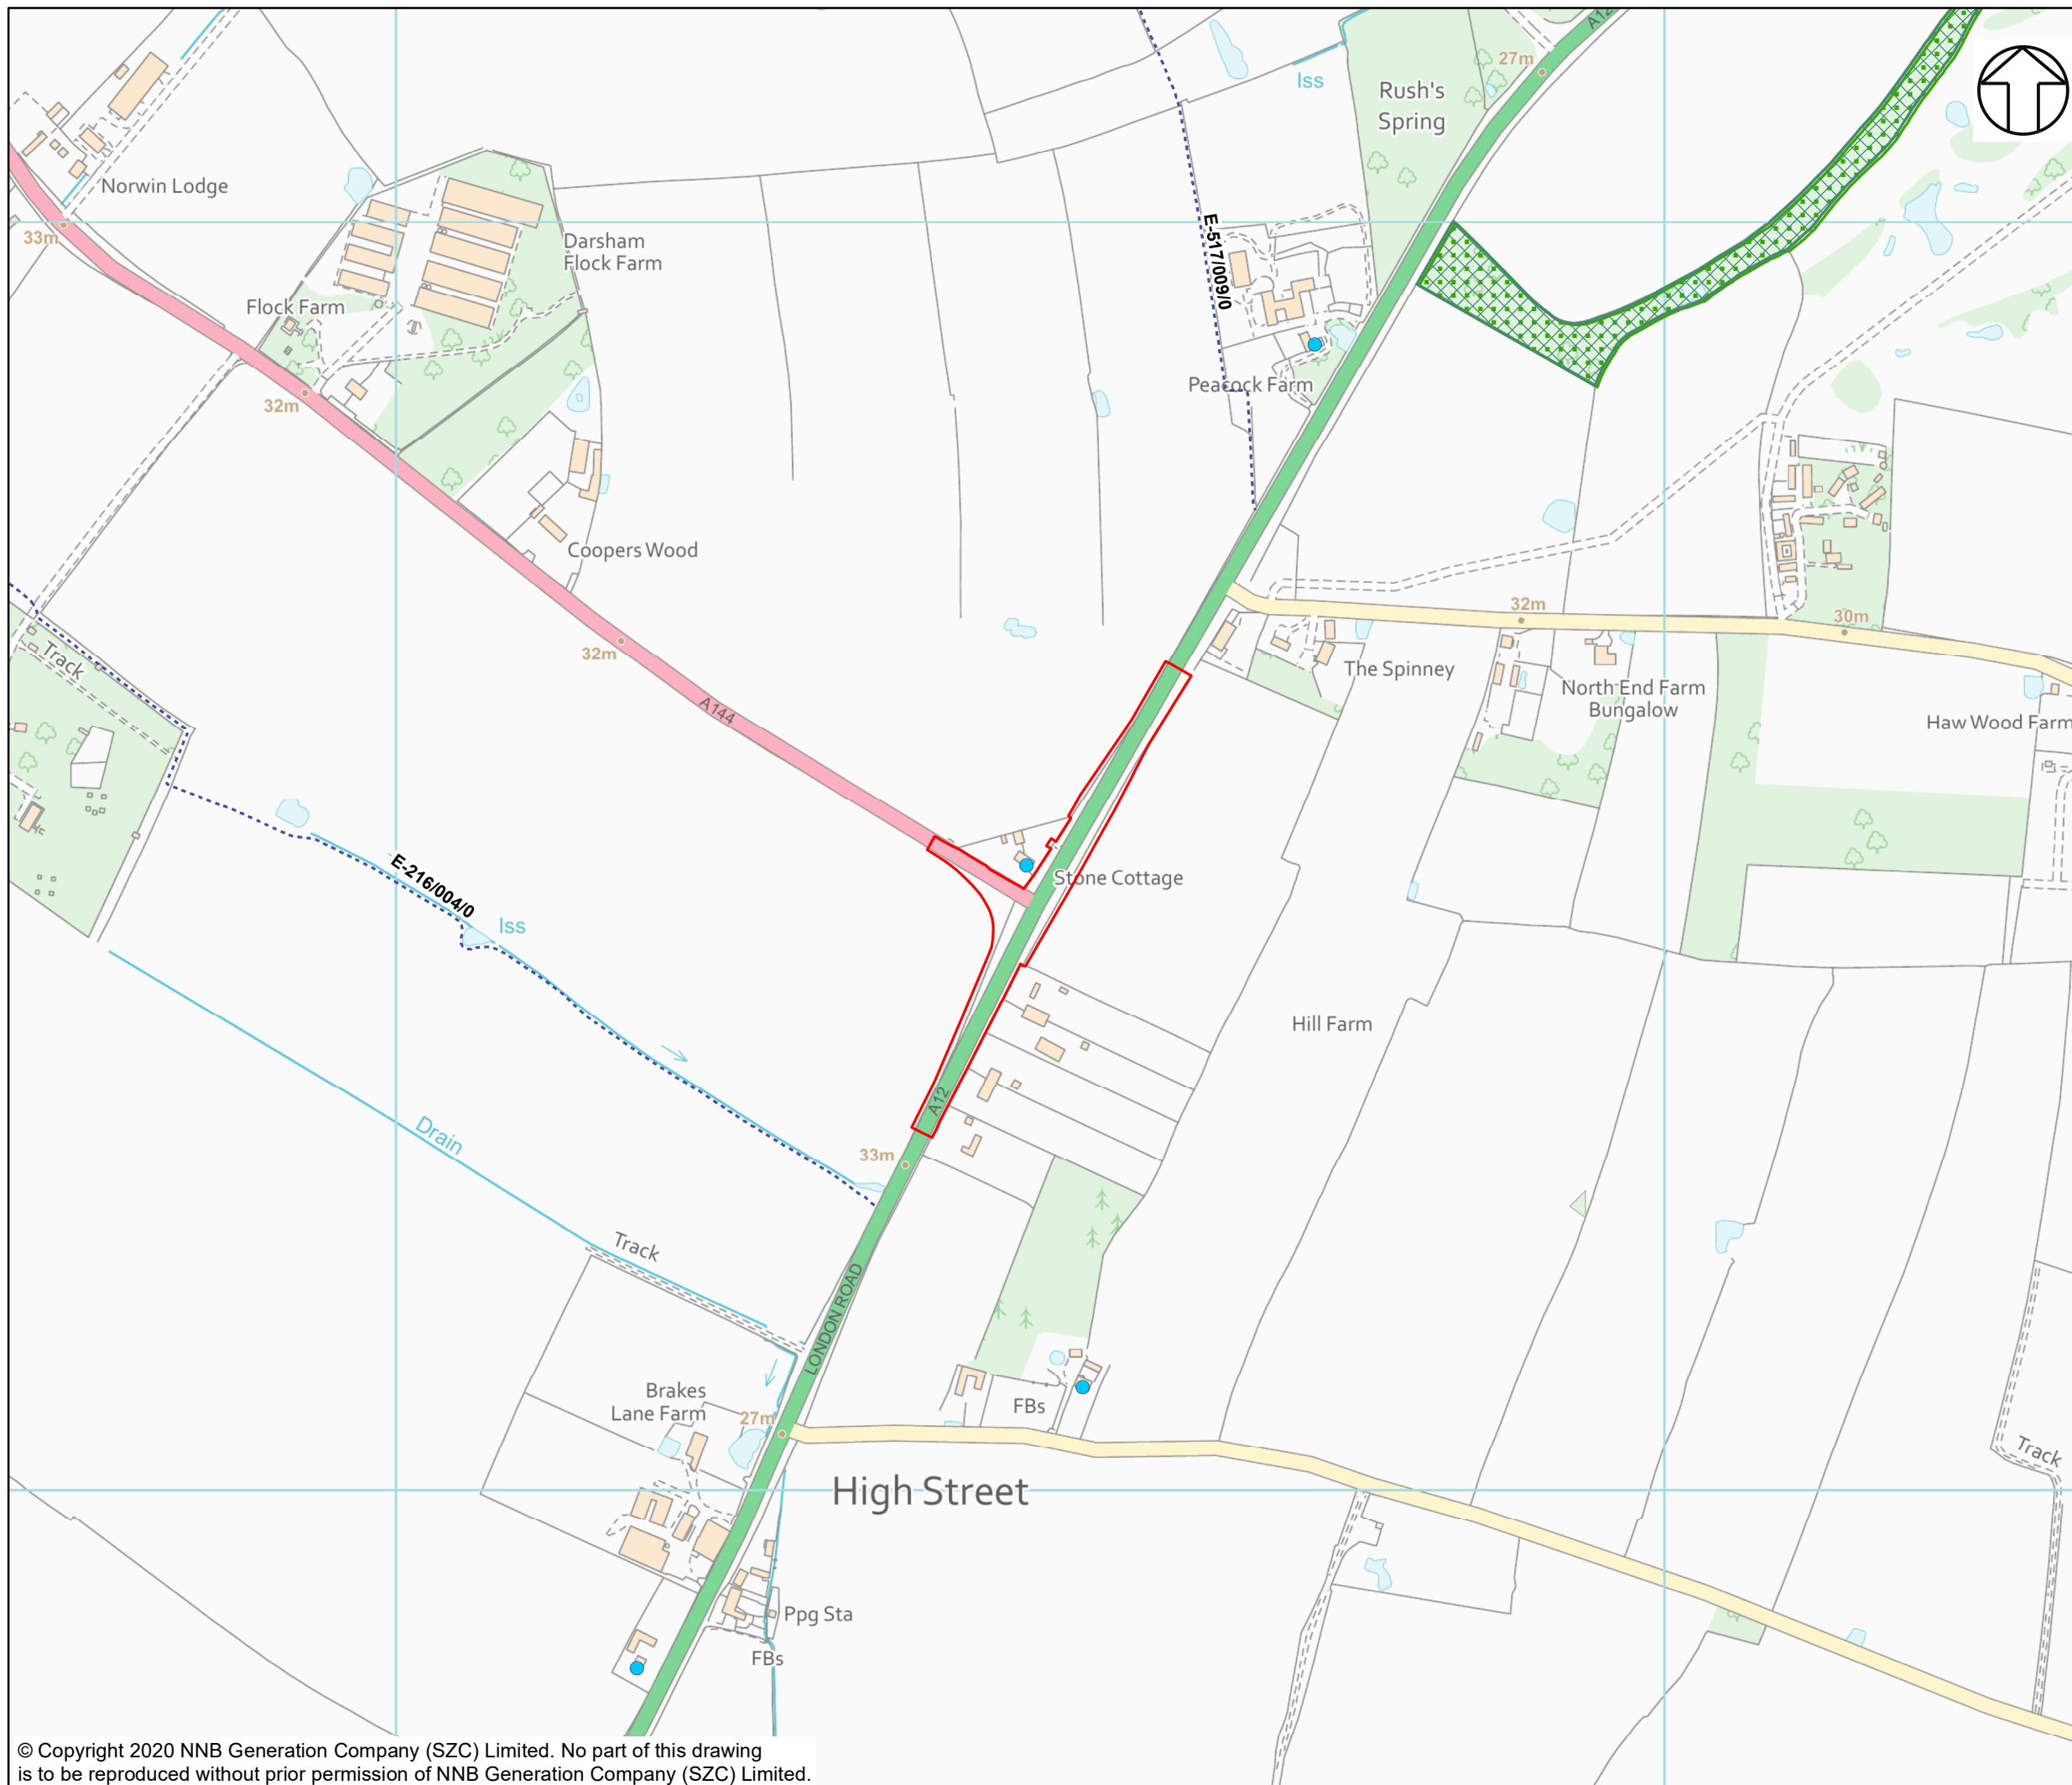 A12
27m
Iss
Rush's
Spring
Norwin Lodge
33m
E-517/009/0
Darsham
Flock Farm
Flock Farm
Peacock Farm
32m
Coopers Wood
32m
30m
Track
32m
The Spinney
North End Farm
Bungalow
A144
Haw Wood Farm
E-216/004/0
Stone Cottage
Iss
Hill Farm
A12
Drain
33m
Track
LONDON ROAD
Brakes
Lane Farm
27m
FBs
Track
High Street
Ppg Sta
FBs
© Copyright 2020 NNB Generation Company (SZC) Limited. No part of this drawing
is to be reproduced without prior permission of NNB Generation Company (SZC) Limited.